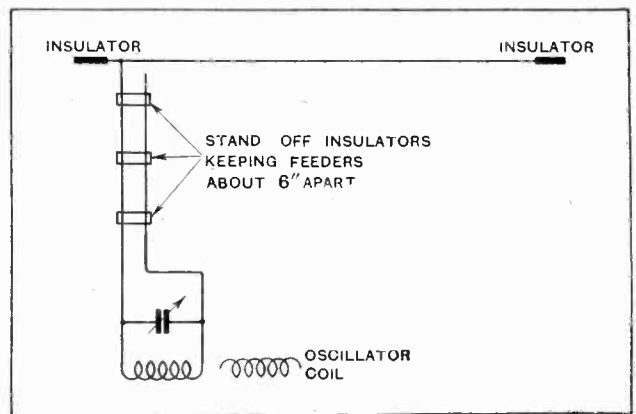 INSULATOR
INSULATOR
STAND OFF INSULATORS
KEEPING FEEDERS
ABOUT 6" APART
OSCILLATOR
COIL